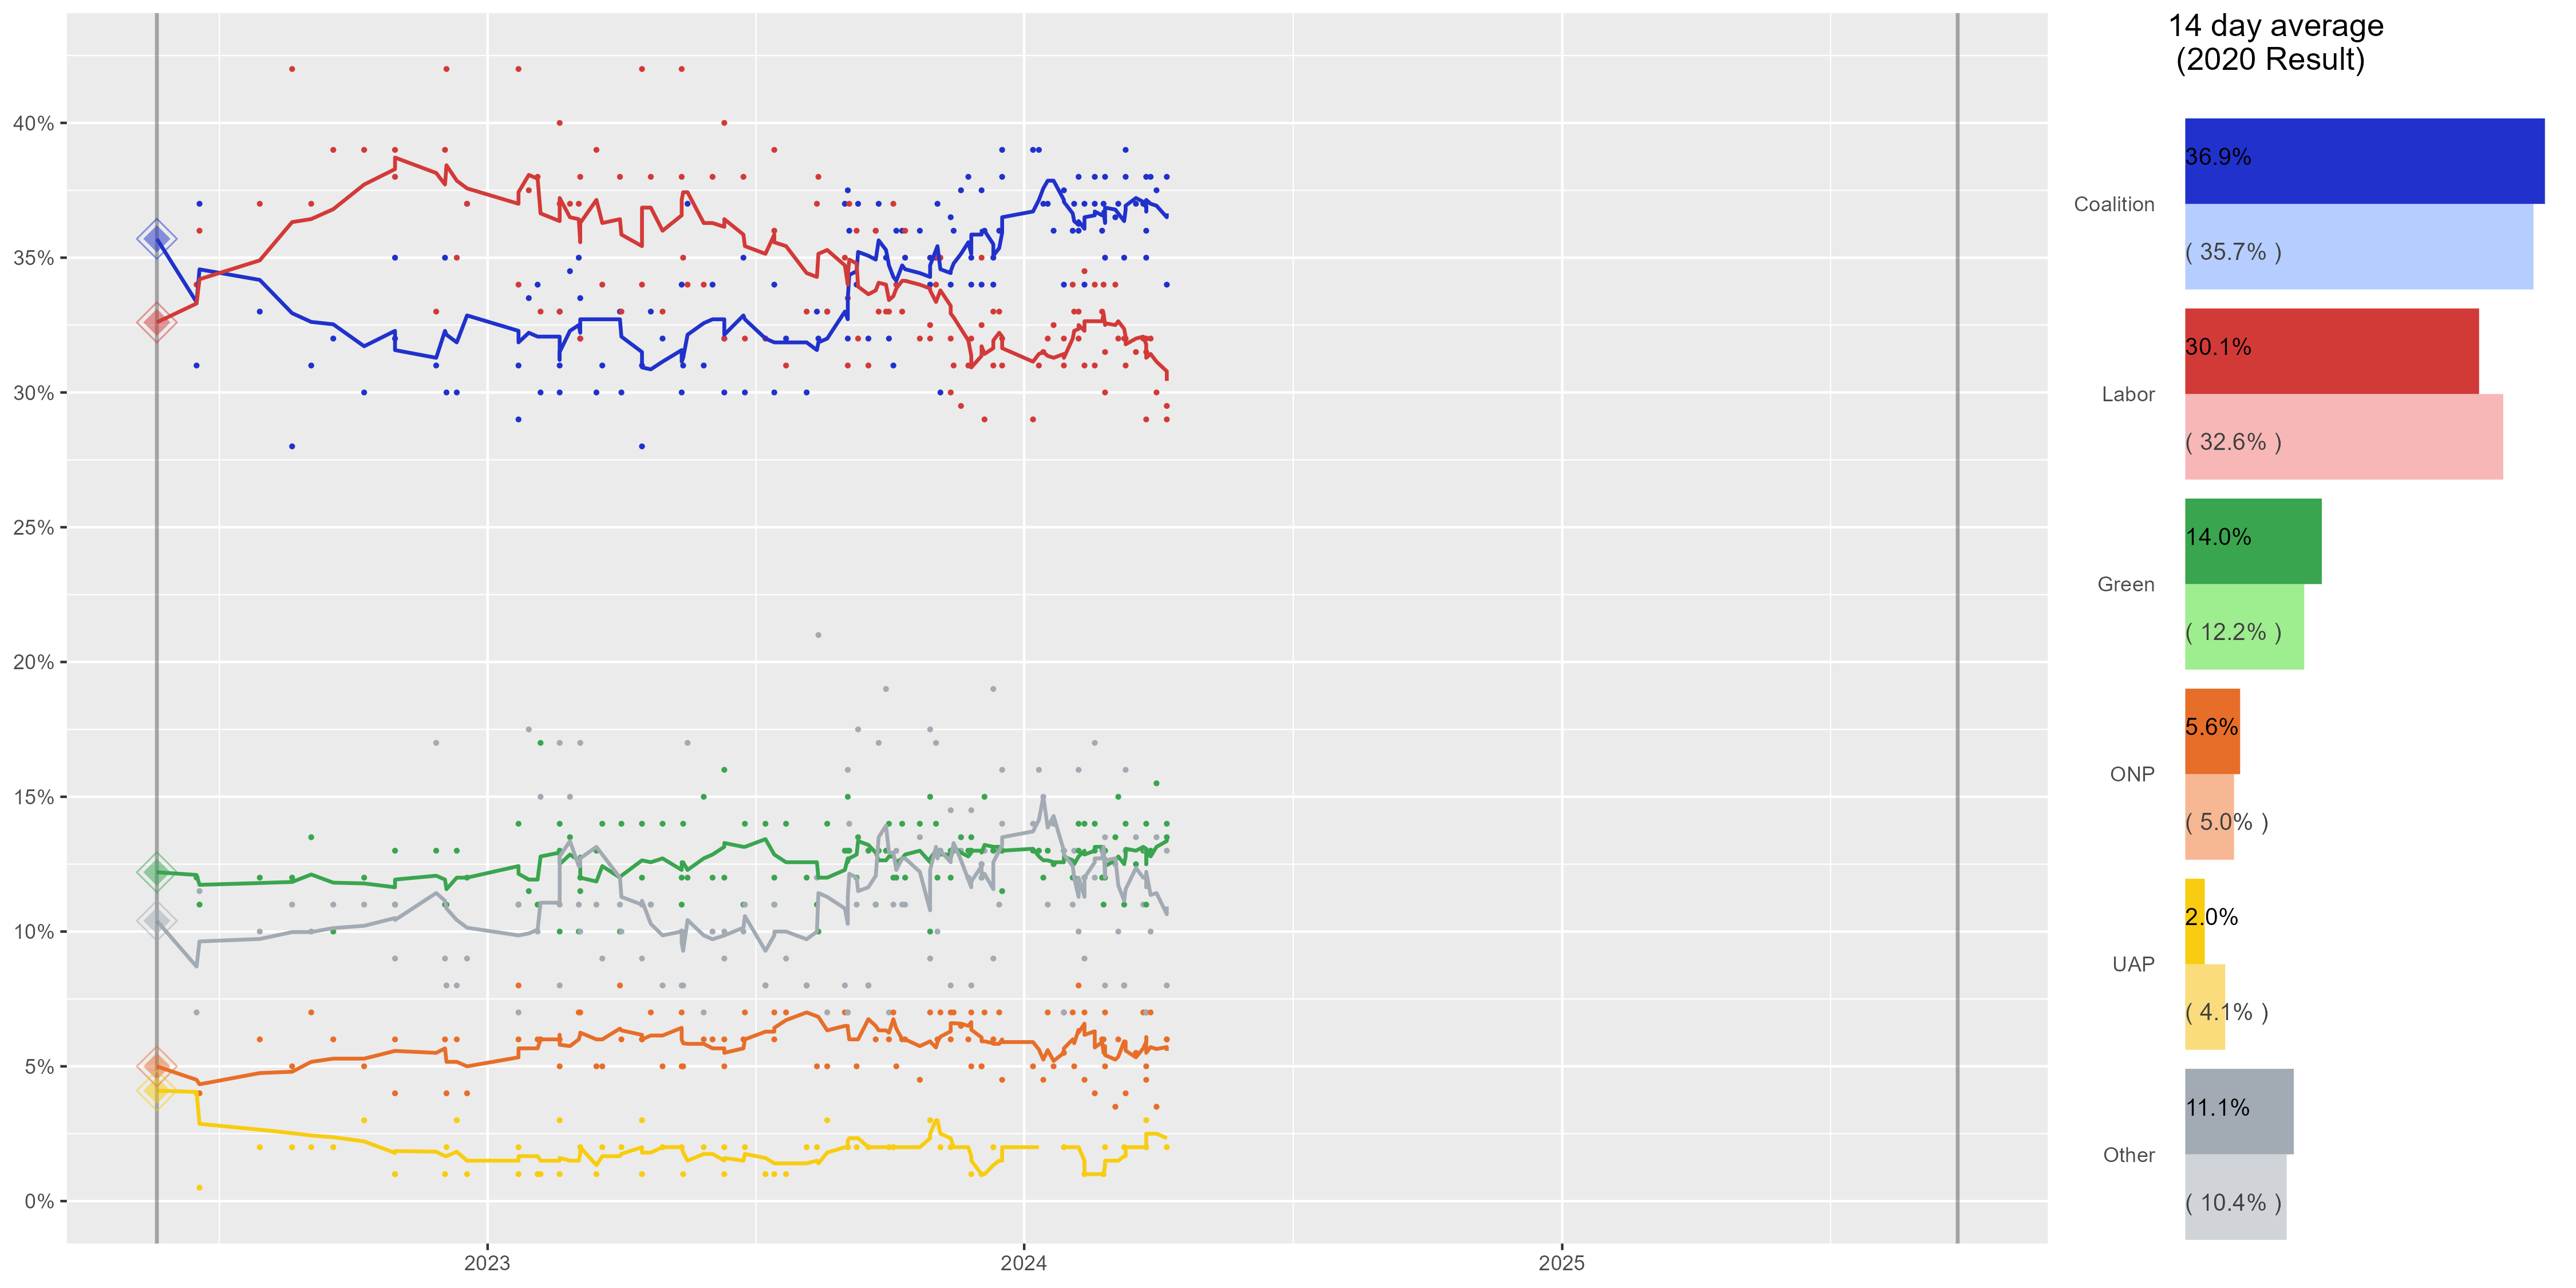 14 day average
(2020 Result)
40%
35%
30%
25%
20%
15%
10%
5%
0%
2023
2024
2025
Coalition
36.9%
( 35.7% )
Labor
30.1%
( 32.6% )
Green
14.0%
( 12.2% )
ONP
5.6%
( 5.0% )
UAP
2.0%
( 4.1% )
Other
11.1%
( 10.4% )